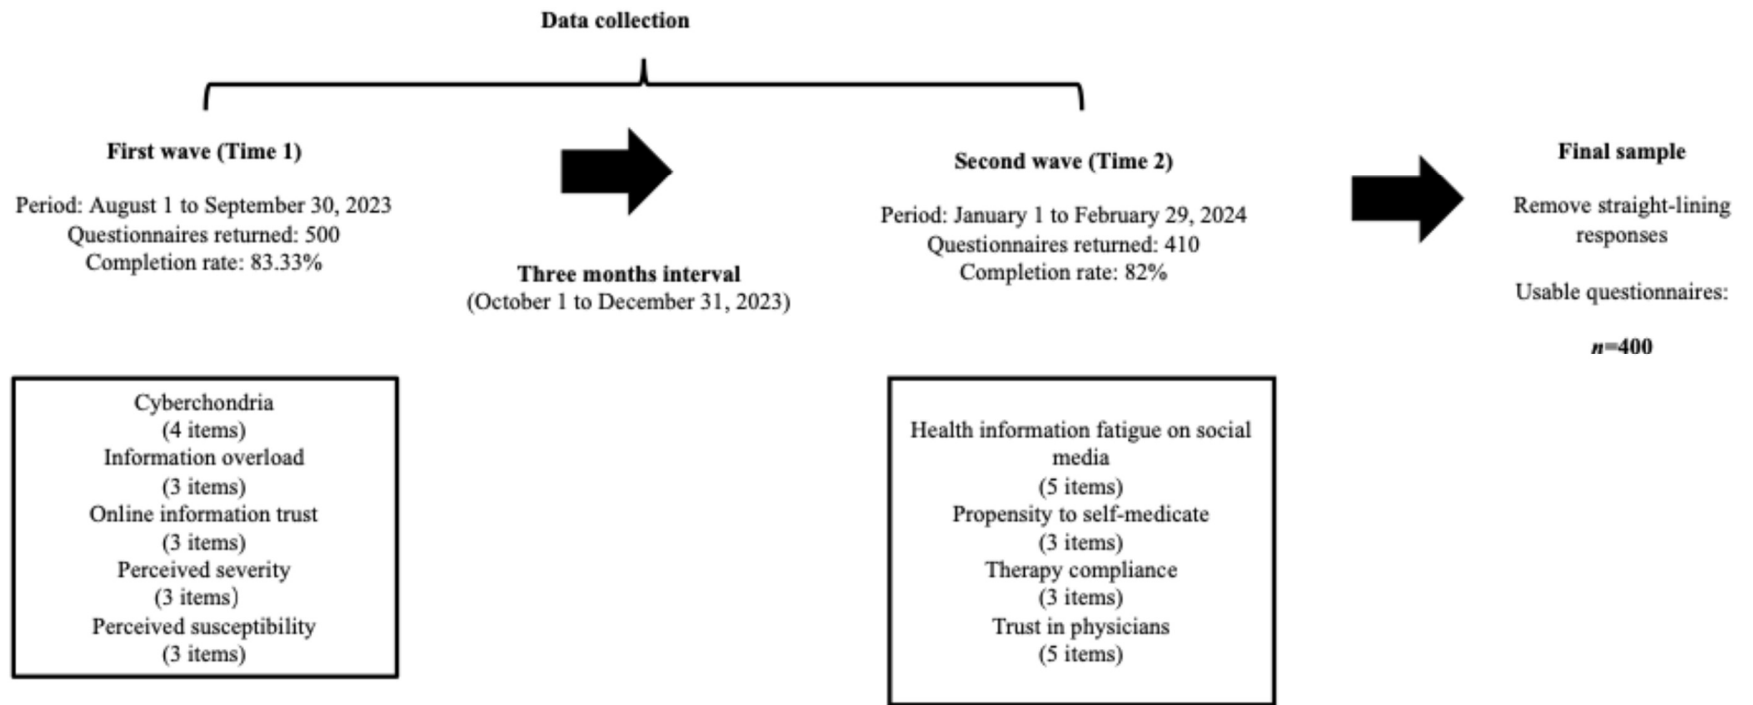 Data collection
First wave (Time 1)
Period: August 1 to September 30, 2023
Questionnaires returned: 500
Completion rate: 83.33%
Three months interval
(October 1 to December 31, 2023)
Second wave (Time 2)
Period: January 1 to February 29, 2024
Questionnaires returned: 410
Completion rate: 82%
Final sample
Remove straight-lining
responses
Usable questionnaires:
n=400
Cyberchondria
(4 items)
Information overload
(3 items)
Online information trust
(3 items)
Perceived severity
(3 items)
Perceived susceptibility
(3 items)
Health information fatigue on social
media
(5 items)
Propensity to self-medicate
(3 items)
Therapy compliance
(3 items)
Trust in physicians
(5 items)